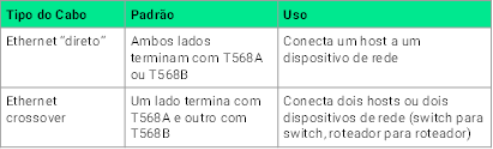 Tipo do Cabo
Padrão
Uso
Ethernet “direto”
Ambos lados
terminam com T568A
ou T568B
Conecta um host a um
dispositivo de rede
Ethernet
crossover
Um lado termina com
T568A e outro com
T568B
Conecta dois hosts ou dois
dispositivos de rede (switch para
switch, roteador para roteador)